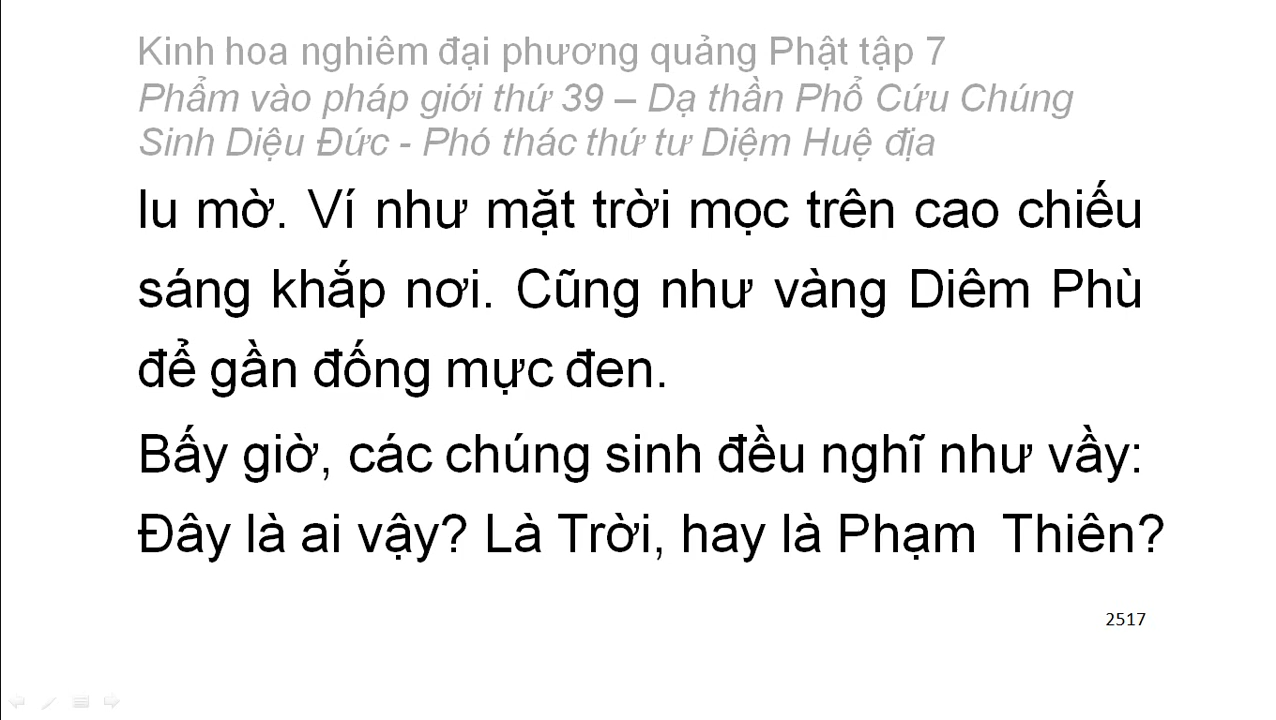 Kinh hoa nghiêm đại phương quảng Phật tập 7
Phẩm vào pháp giới thứ 39 – Dạ thần Phổ Cứu Chúng
Sinh Diệu Đức - Phó thác thứ tư Diệm Huệ địa
lu mờ. Ví như mặt trời mọc trên cao chiếu
sáng khắp nơi. Cũng như vàng Diêm Phù
để gần đống mực đen.
Bấy giờ, các chúng sinh đều nghĩ như vầy:
Đây là ai vậy? Là Trời, hay là Phạm Thiên?
2517